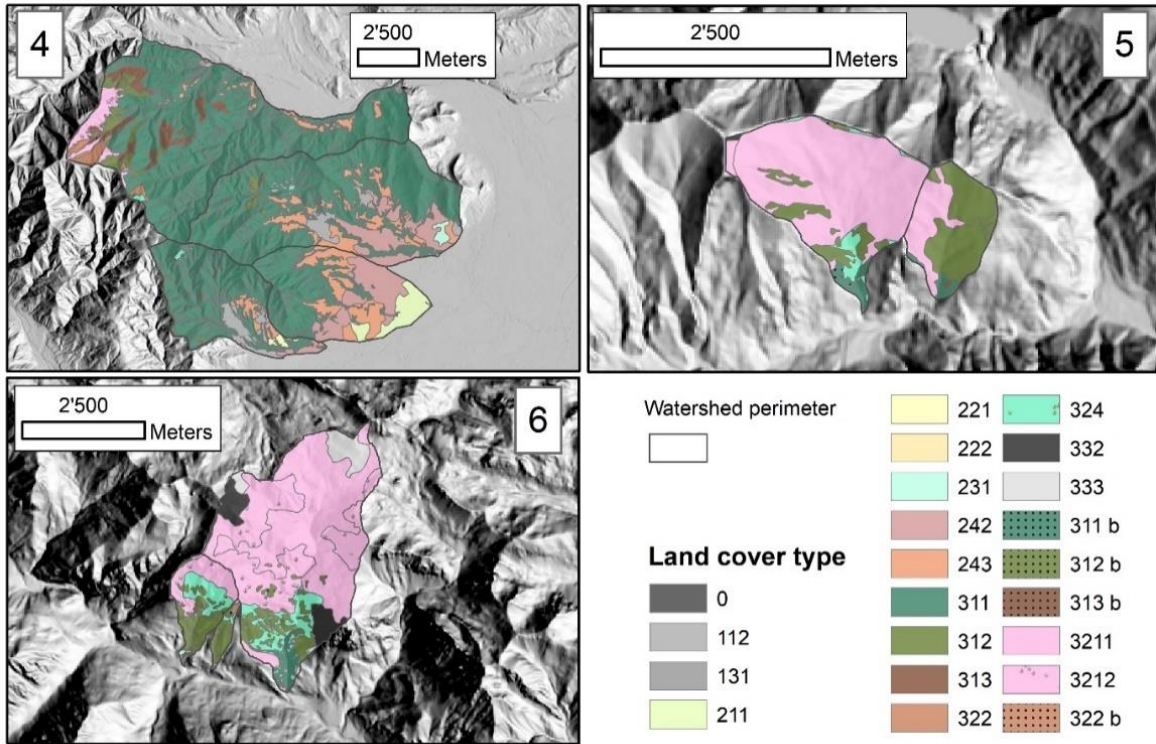 4
2'500
Meters
2'500
Meters
5
2'500
Meters
6
Watershed perimeter
Land cover type
0
112
131
211
221
222
231
242
243
311
312
313
322
324
332
333
311 b
312 b
313 b
3211
3212
322 b